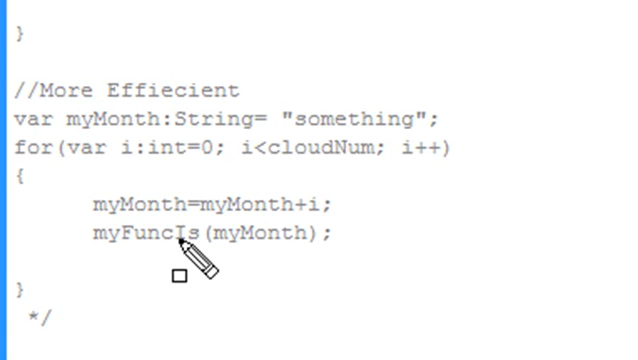 }
//More Effiecient
var myMonth:String= "something";
for(var i:int=0; i<cloudNum; i++)
{
myMonth=myMonth+i;
myFuncIs(myMonth);
}
*/